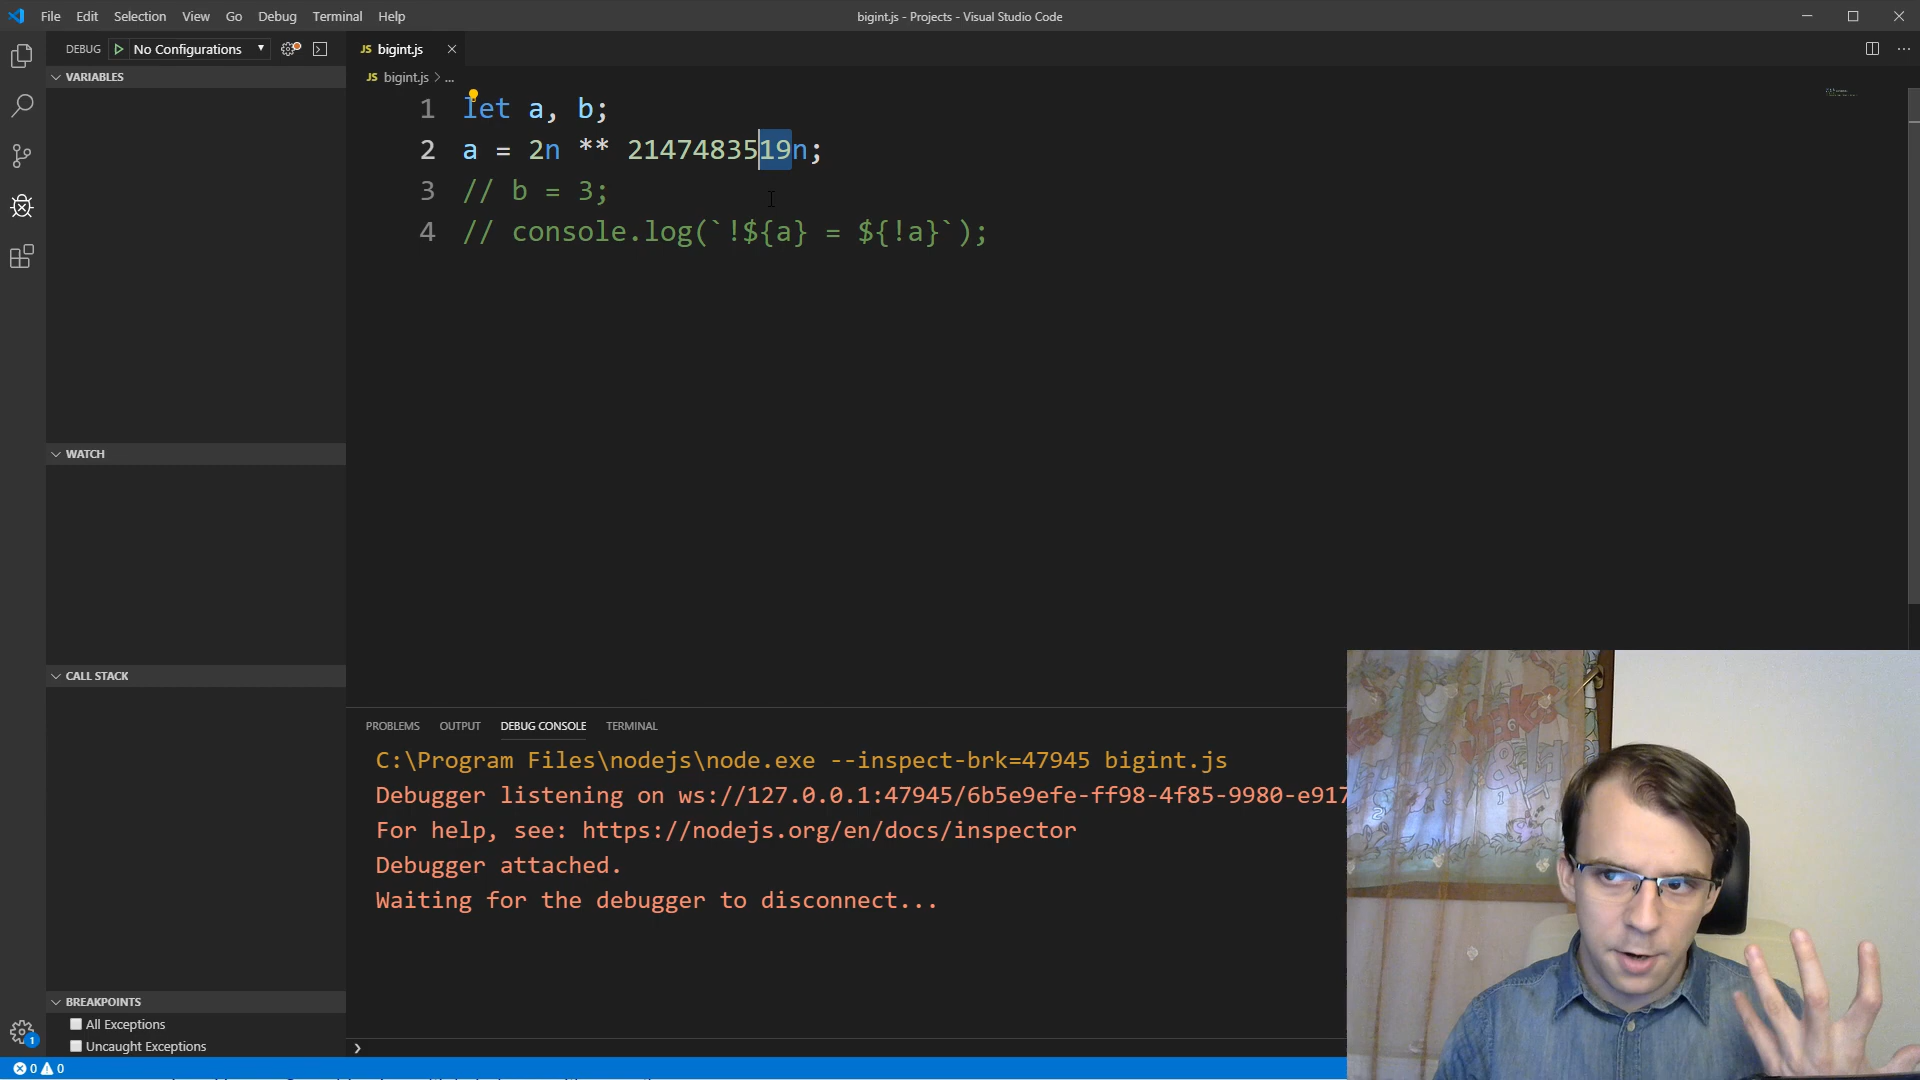 File Edit Selection View Go Debug Terminal Help
bigint.js - Projects - Visual Studio Code
DEBUG No Configurations
JS bigint.js
VARIABLES
JS bigint.js > ...
1 let a, b;
2 a = 2n ** 2147483519n;
3 // b = 3;
4 // console.log(`!${a} = ${!a}`);
WATCH
CALL STACK
PROBLEMS OUTPUT DEBUG CONSOLE TERMINAL
C:\Program Files\nodejs\node.exe --inspect-brk=47945 bigint.js
Debugger listening on ws://127.0.0.1:47945/6b5e9efe-ff98-4f85-9980-e917
For help, see: https://nodejs.org/en/docs/inspector
Debugger attached.
Waiting for the debugger to disconnect...
BREAKPOINTS
All Exceptions
Uncaught Exceptions
1
0 0